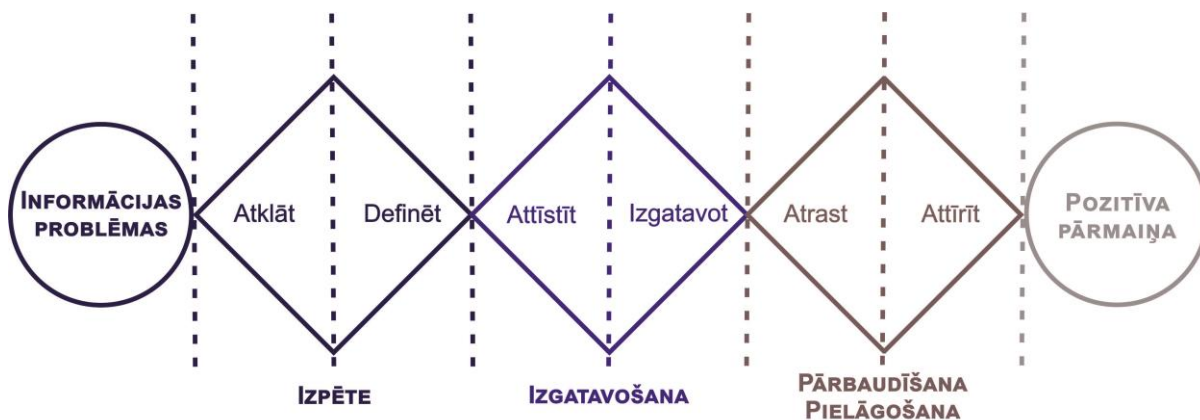 INFORMĀCIJAS
PROBLĒMAS
Atklāt
Definēt
Attīstīt
Izgatavot
Atrast
Attīrīt
POZITĪVA
PĀRMAIŅA
IZPĒTE
IZGATAVOŠANA
PĀRBAUDĪŠANA
PIELĀGOŠANA